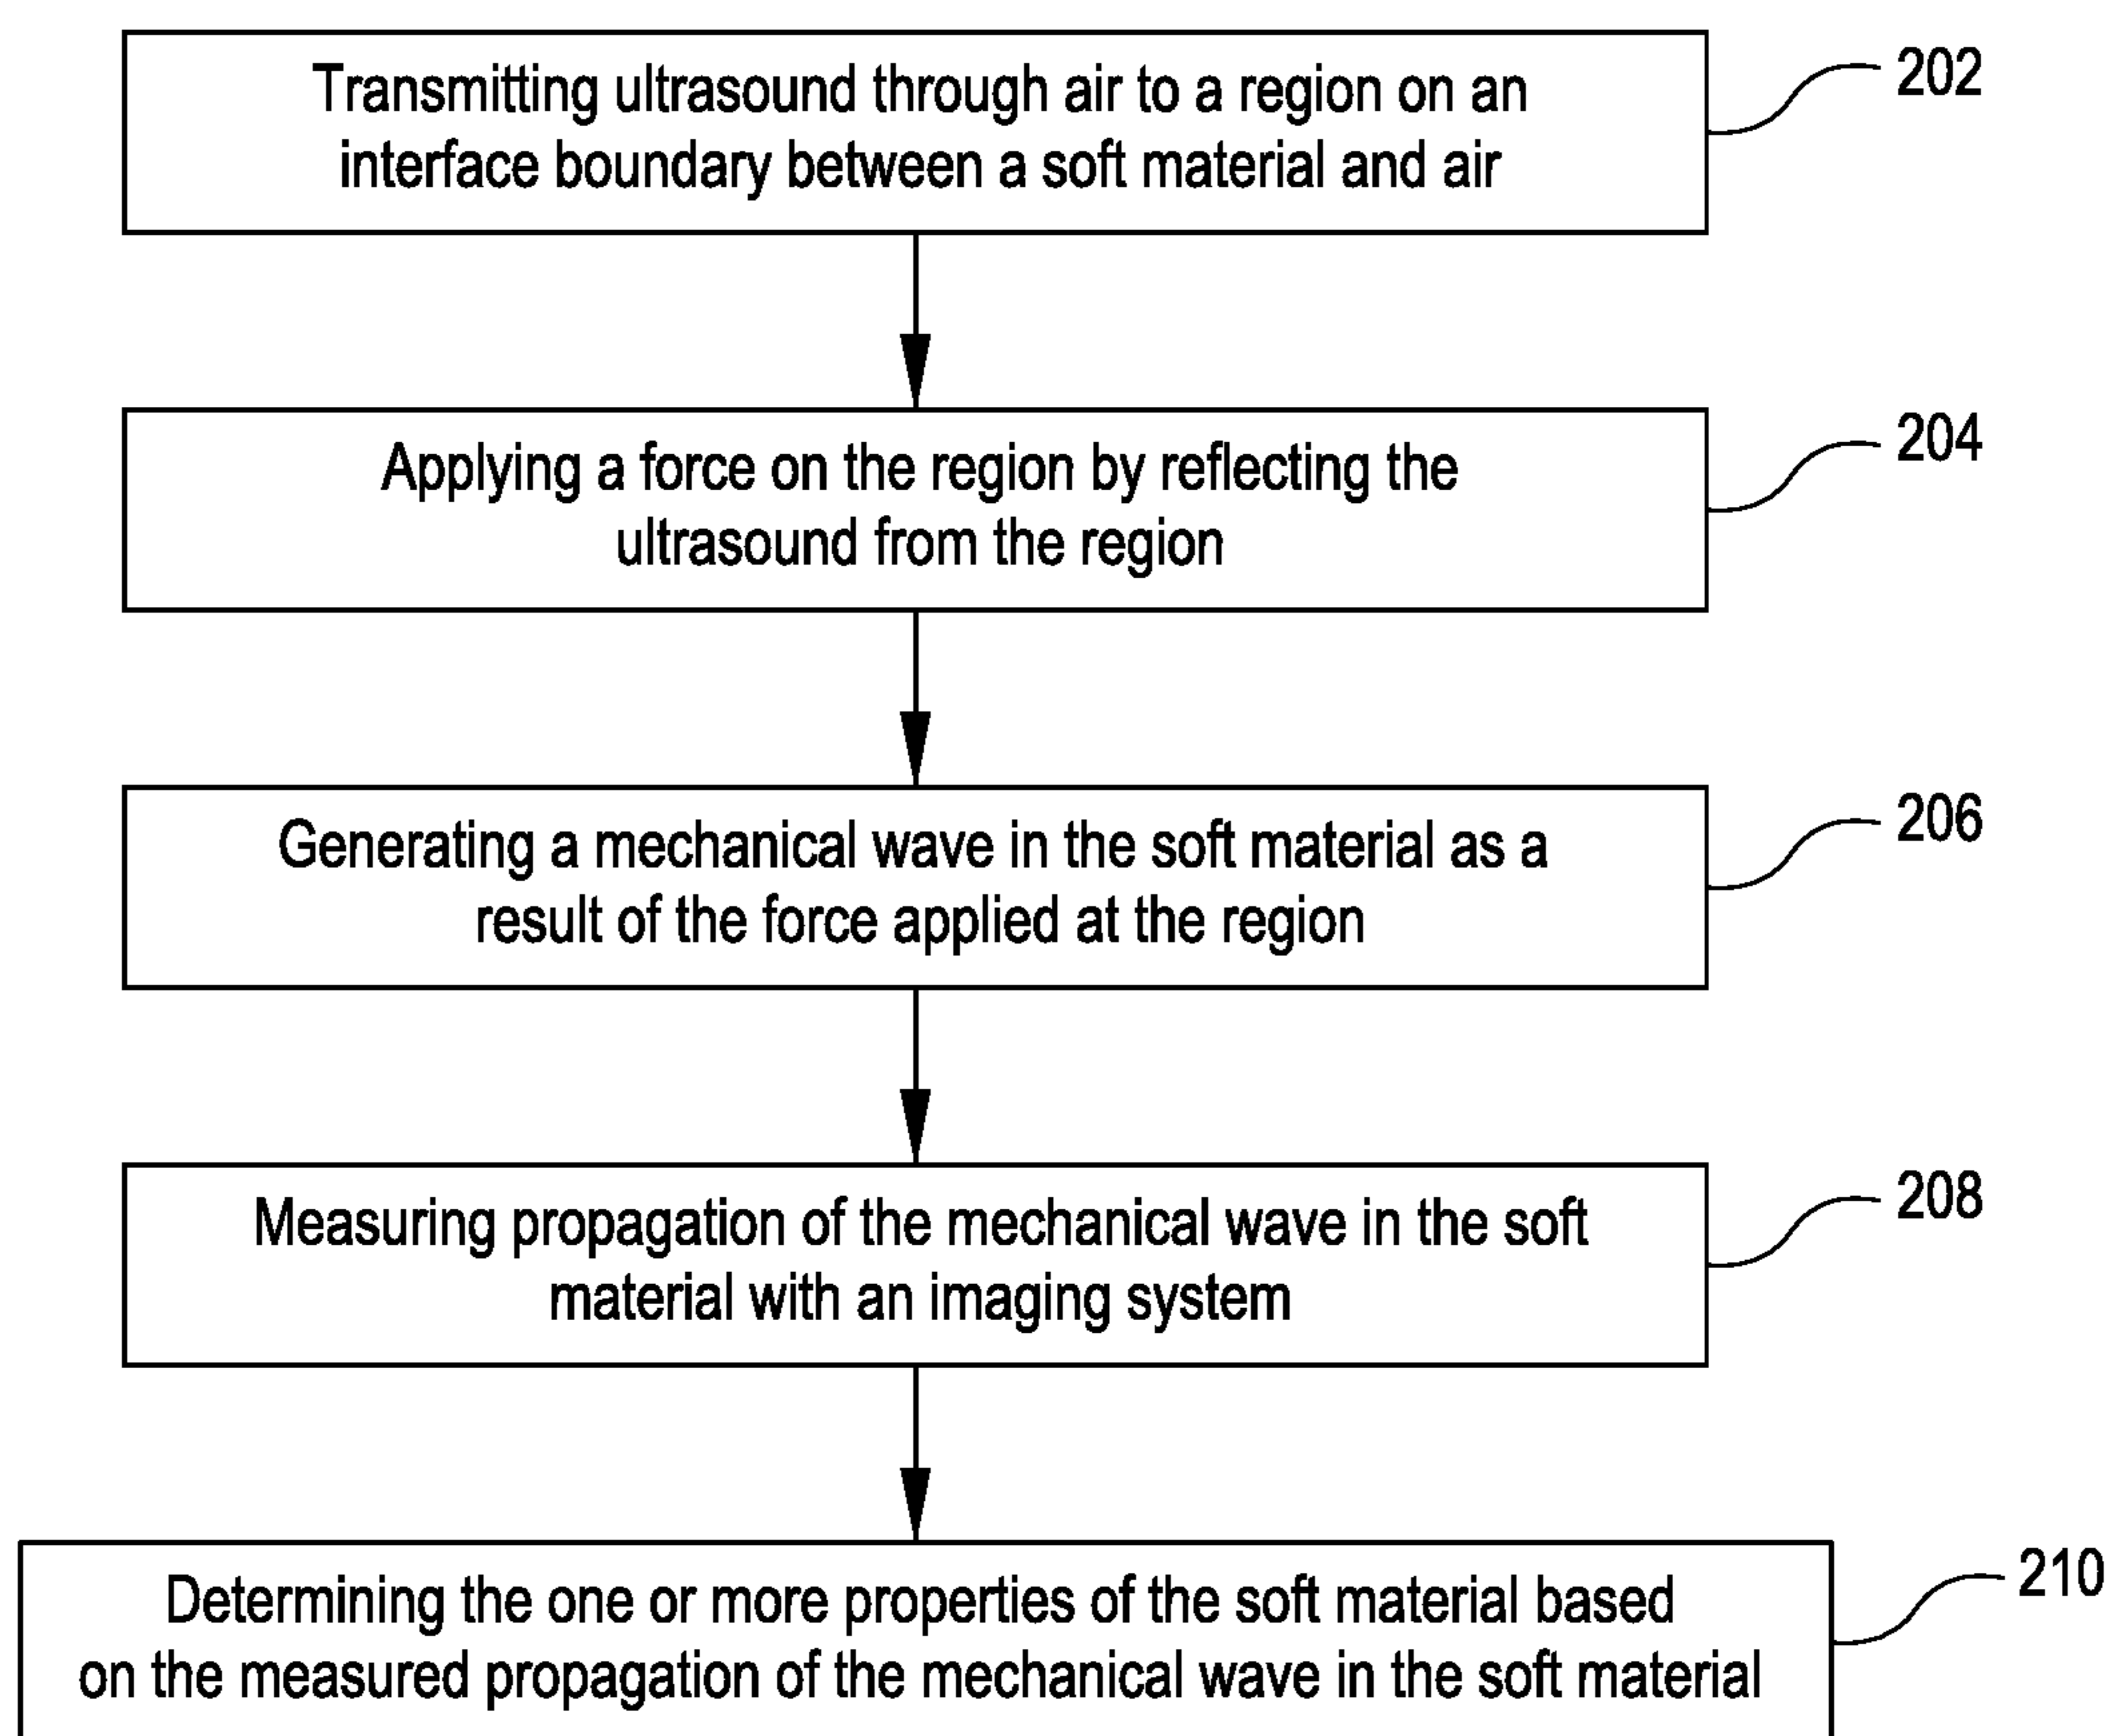 Transmitting ultrasound through air to a region on an
interface boundary between a soft material and air
202
Applying a force on the region by reflecting the
ultrasound from the region
204
Generating a mechanical wave in the soft material as a
result of the force applied at the region
206
Measuring propagation of the mechanical wave in the soft
material with an imaging system
208
Determining the one or more properties of the soft material based
on the measured propagation of the mechanical wave in the soft material
210